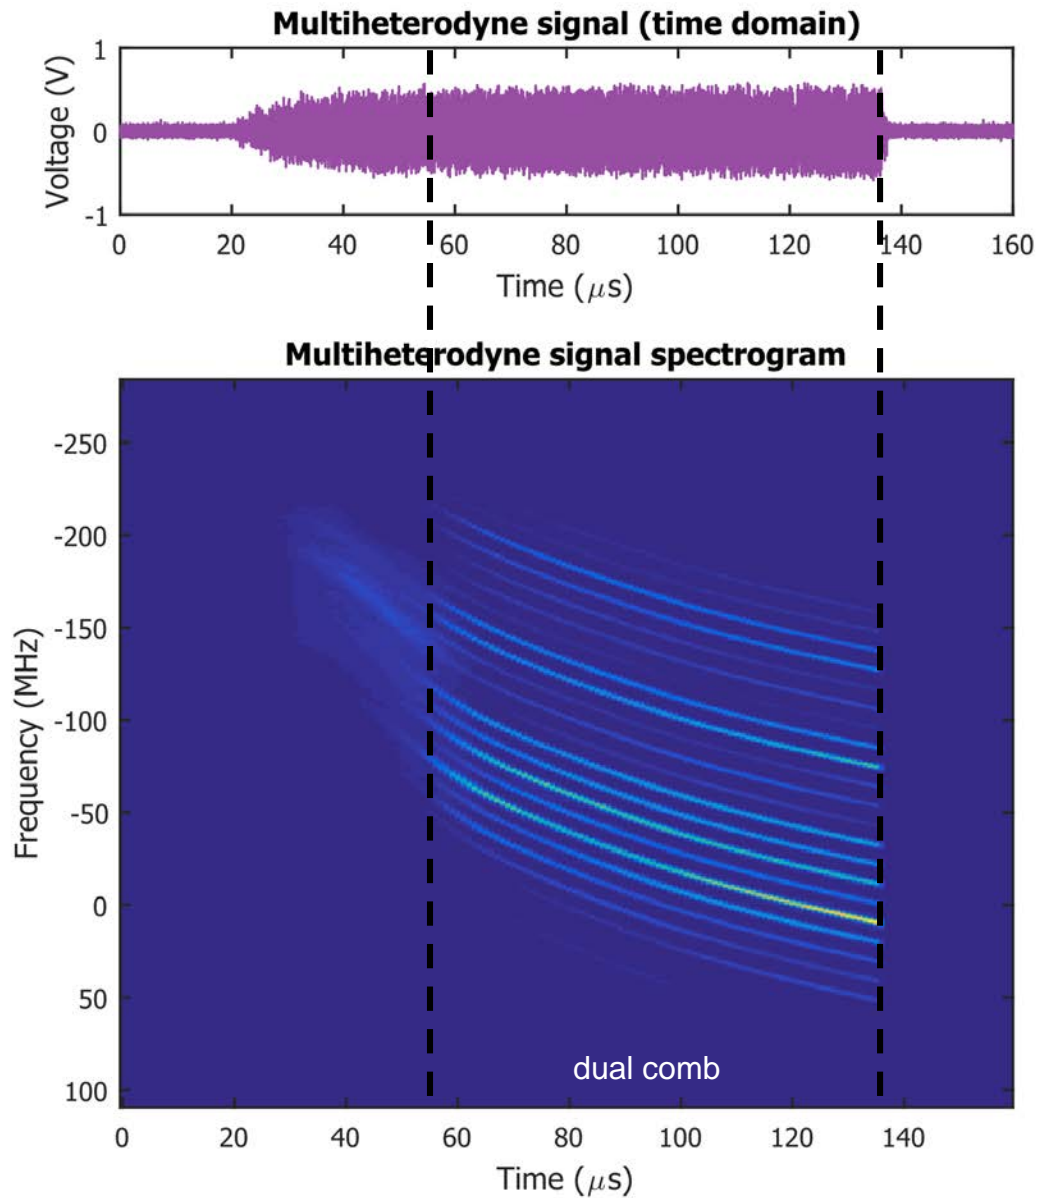 Multiheterodyne signal (time domain)
Voltage (V)
1
0
-1
0 20 40 60 80 100 120 140 160
Time (μs)
Multiheterodyne signal spectrogram
Frequency (MHz)
-250
-200
-150
-100
-50
0
50
100
dual comb
0 20 40 60 80 100 120 140
Time (μs)